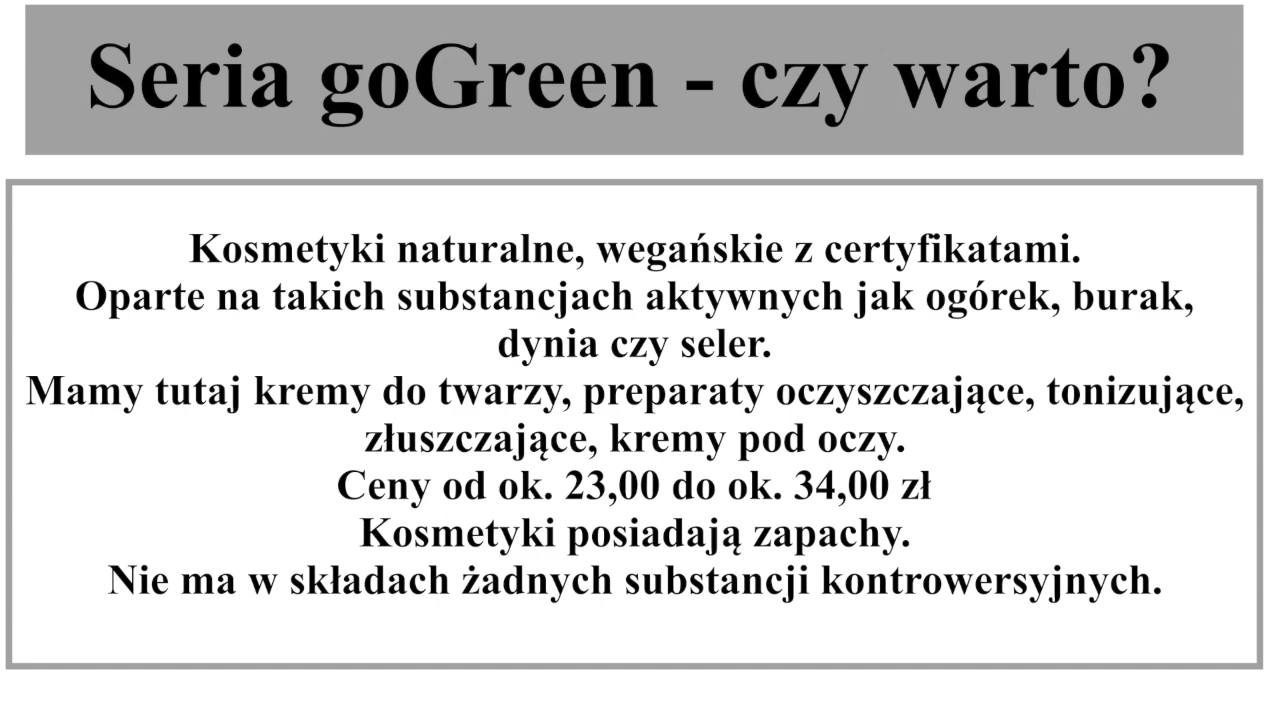 Seria goGreen - czy warto?
Kosmetyki naturalne, wegańskie z certyfikatami.
Oparte na takich substancjach aktywnych jak ogórek, burak,
dynia czy seler.
Mamy tutaj kremy do twarzy, preparaty oczyszczające, tonizujące,
złuszczające, kremy pod oczy.
Ceny od ok. 23,00 do ok. 34,00 zł
Kosmetyki posiadają zapachy.
Nie ma w składach żadnych substancji kontrowersyjnych.